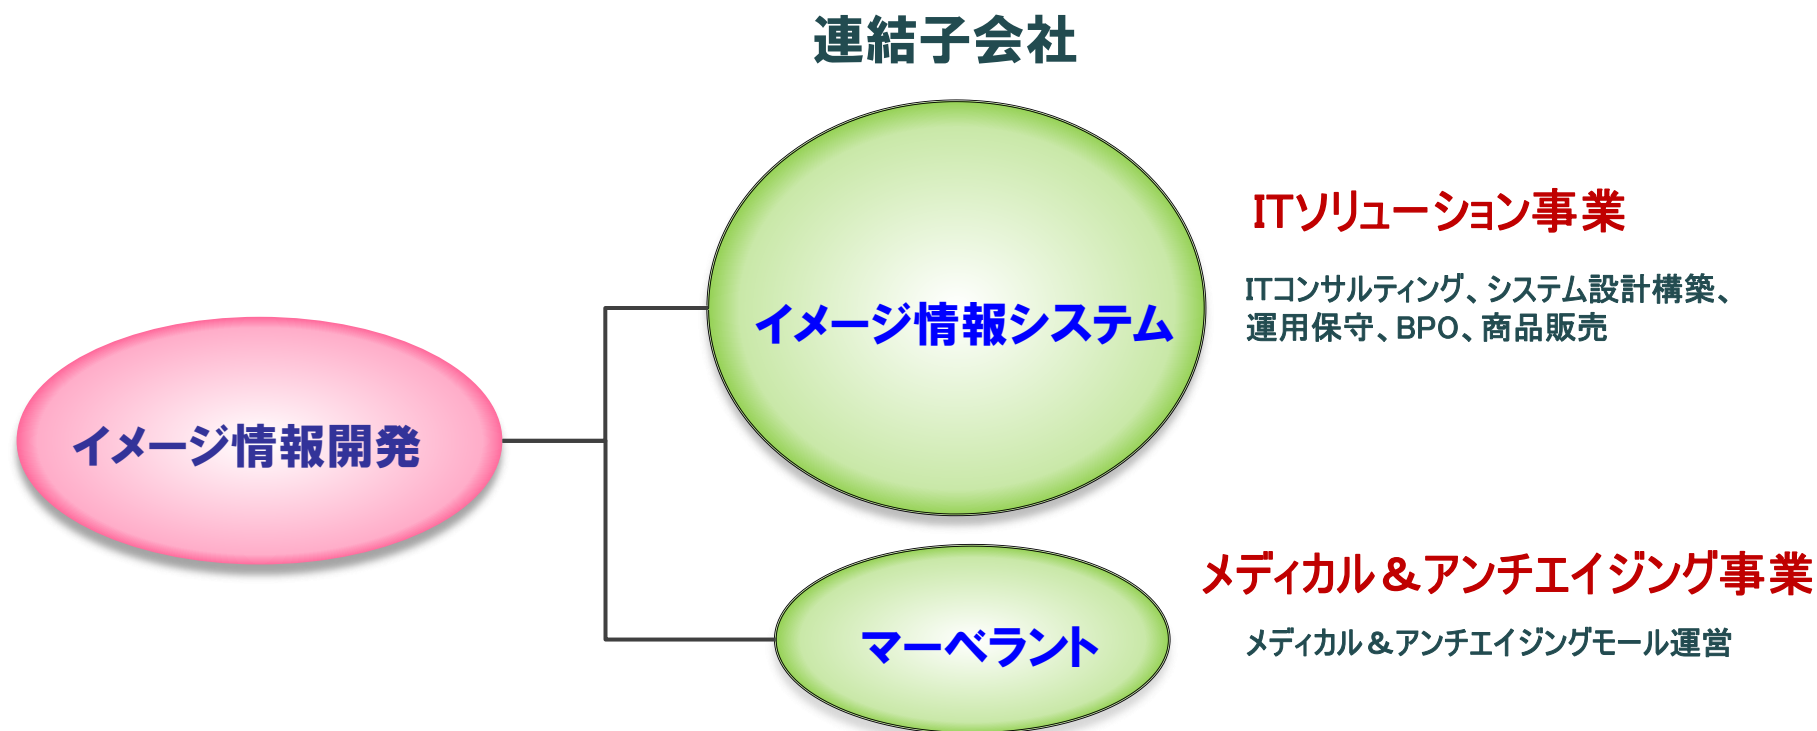 連結子会社
ITソリューション事業
イメージ情報システム
ITコンサルティング、システム設計構築、
運用保守、BPO、商品販売
イメージ情報開発
メディカル＆アンチエイジング事業
マーベラント
メディカル＆アンチエイジングモール運営